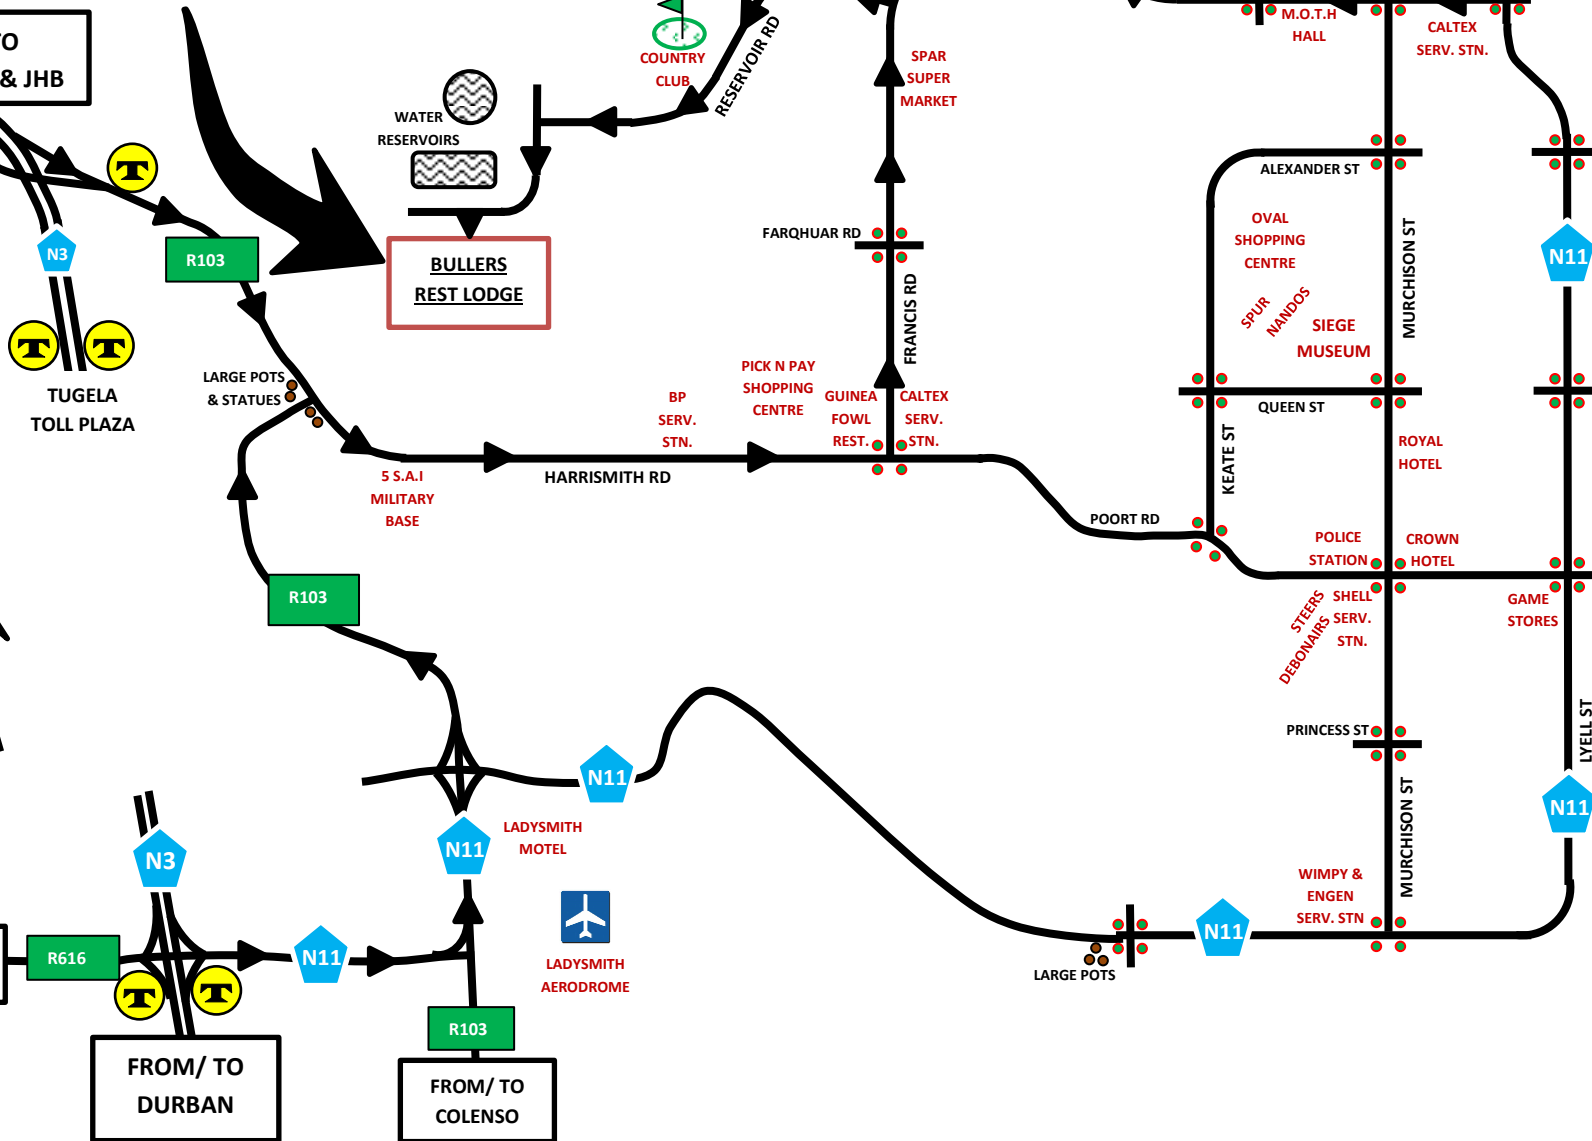 TO
& JHB
COUNTRY
CLUB
RESERVOIR RD
M.O.T.H
HALL
CALTEX
SERV. STN.
SPAR
SUPER
MARKET
WATER
RESERVOIRS
T
ALEXANDER ST
N3
R103
BULLERS
REST LODGE
FARQHUAR RD
FRANCIS RD
OVAL
SHOPPING
CENTRE
SPUR
NANDOS
SIEGE
MUSEUM
MURCHISON ST
N11
T
T
TUGELA
TOLL PLAZA
LARGE POTS
& STATUES
BP
SERV.
STN.
PICK N PAY
SHOPPING
CENTRE
GUINEA
FOWL
REST.
CALTEX
SERV.
STN.
QUEEN ST
KEATE ST
ROYAL
HOTEL
5 S.A.I
MILITARY
BASE
HARRISMITH RD
POORT RD
POLICE
STATION
CROWN
HOTEL
R103
STEERS
DEBONAIRS
SHELL
SERV.
STN.
GAME
STORES
PRINCESS ST
LYELL ST
N11
N11
LADYSMITH
MOTEL
N11
MURCHISON ST
N3
WIMPY &
ENGEN
SERV. STN
N11
R616
N11
LADYSMITH
AERODROME
LARGE POTS
T
T
R103
FROM/ TO
DURBAN
FROM/ TO
COLENSO